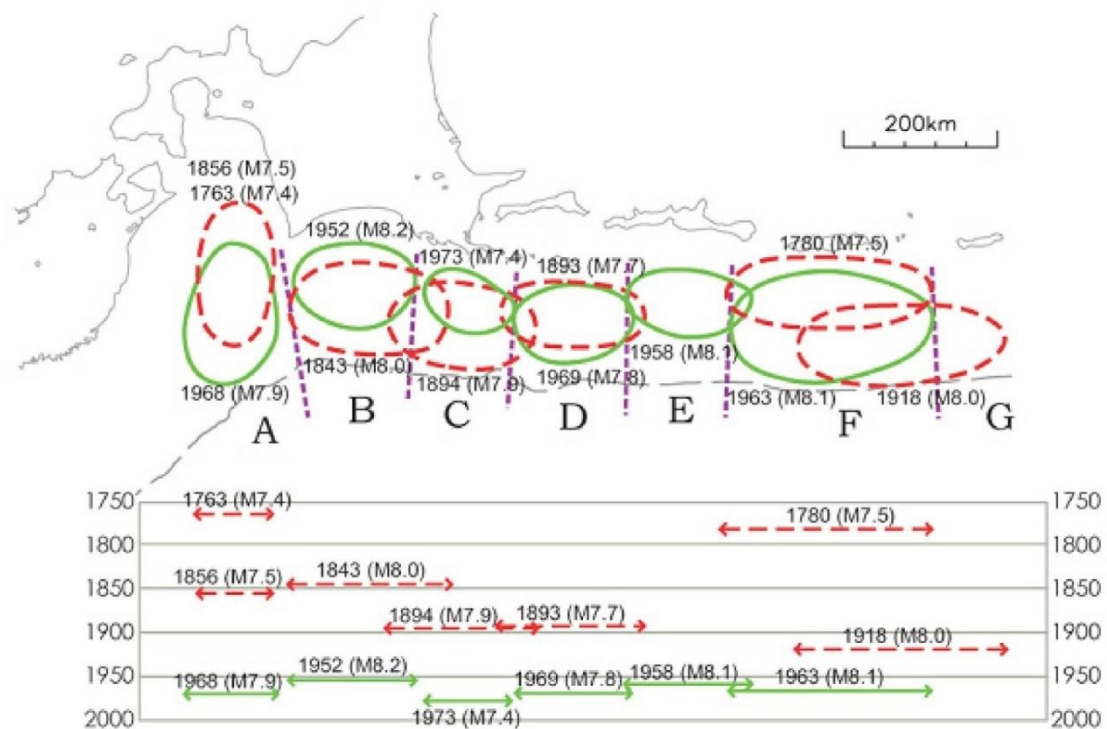 200km
1856 (M7.5)
1763 (M7.4)
1952 (M8.2)
1973 (M7.4)
1893 (M7.7)
1780 (M7.5)
1968 (M7.9)
1843 (M8.0)
1894 (M7.9)
1969 (M7.8)
1958 (M8.1)
1963 (M8.1)
1918 (M8.0)
A B C D E F G
1750 1763 (M7.4) 1750
1780 (M7.5)
1800 1800
1856 (M7.5) 1843 (M8.0)
1850 1850
1894 (M7.9) 1893 (M7.7)
1900 1900
1918 (M8.0)
1950 1952 (M8.2) 1958 (M8.1) 1950
1968 (M7.9) 1969 (M7.8) 1963 (M8.1)
2000 1973 (M7.4) 2000